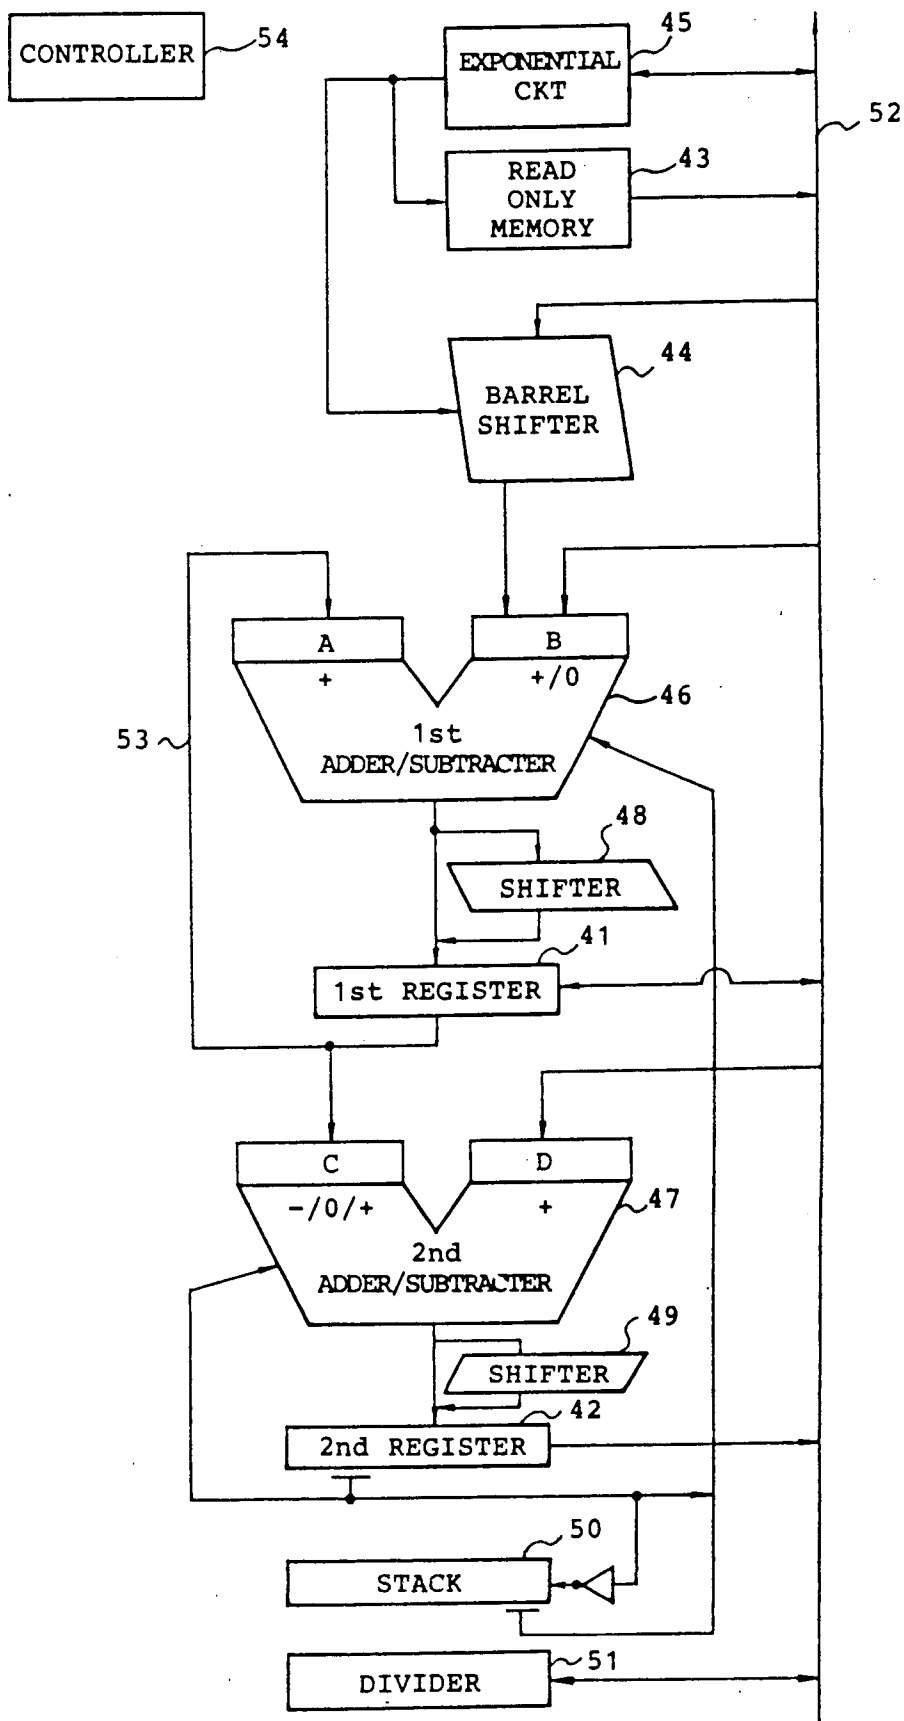 CONTROLLER
54
EXPONENTIAL
CKT
45
52
READ
ONLY
MEMORY
43
BARREL
SHIFTER
44
A
B
+
+/0
46
53
1st
ADDER/SUBTRACTER
48
SHIFTER
41
1st REGISTER
C
D
-/0/+
+
47
2nd
ADDER/SUBTRACTER
49
SHIFTER
42
2nd REGISTER
50
STACK
51
DIVIDER